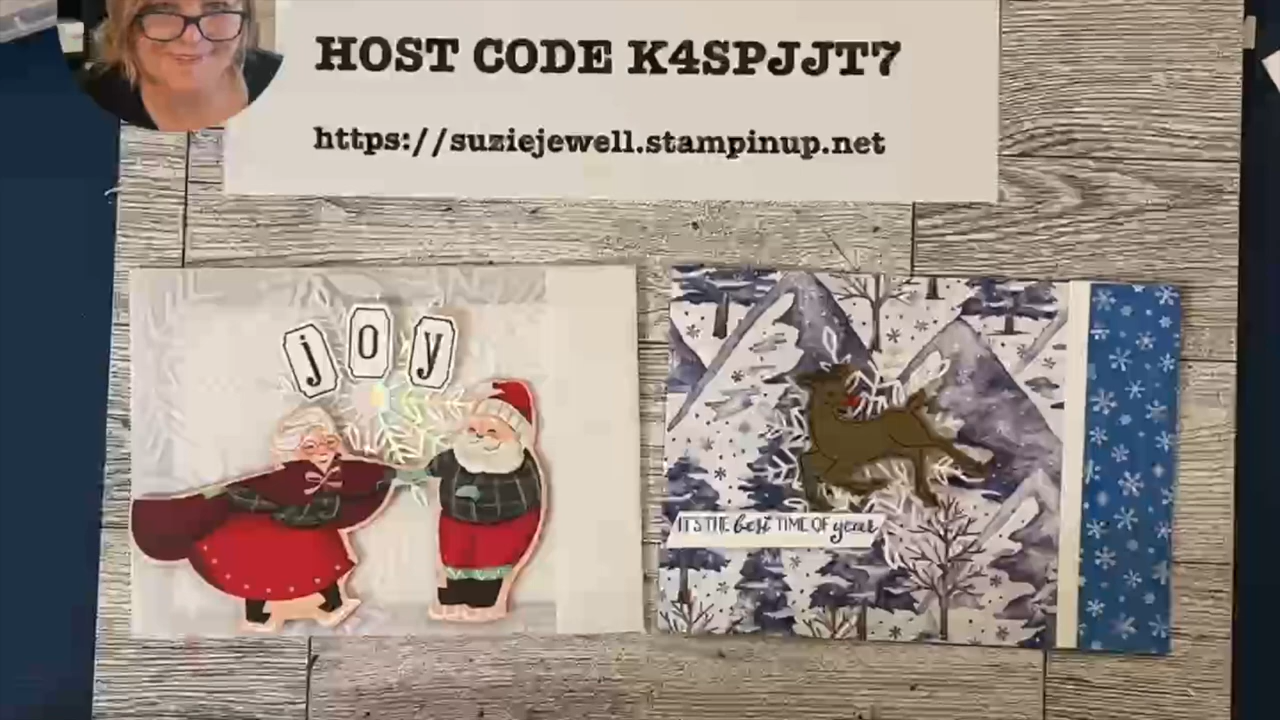 HOST CODE K4SPJJT7
https://suziejewell.stampinup.net
joy
IT'S THE best TIME OF year